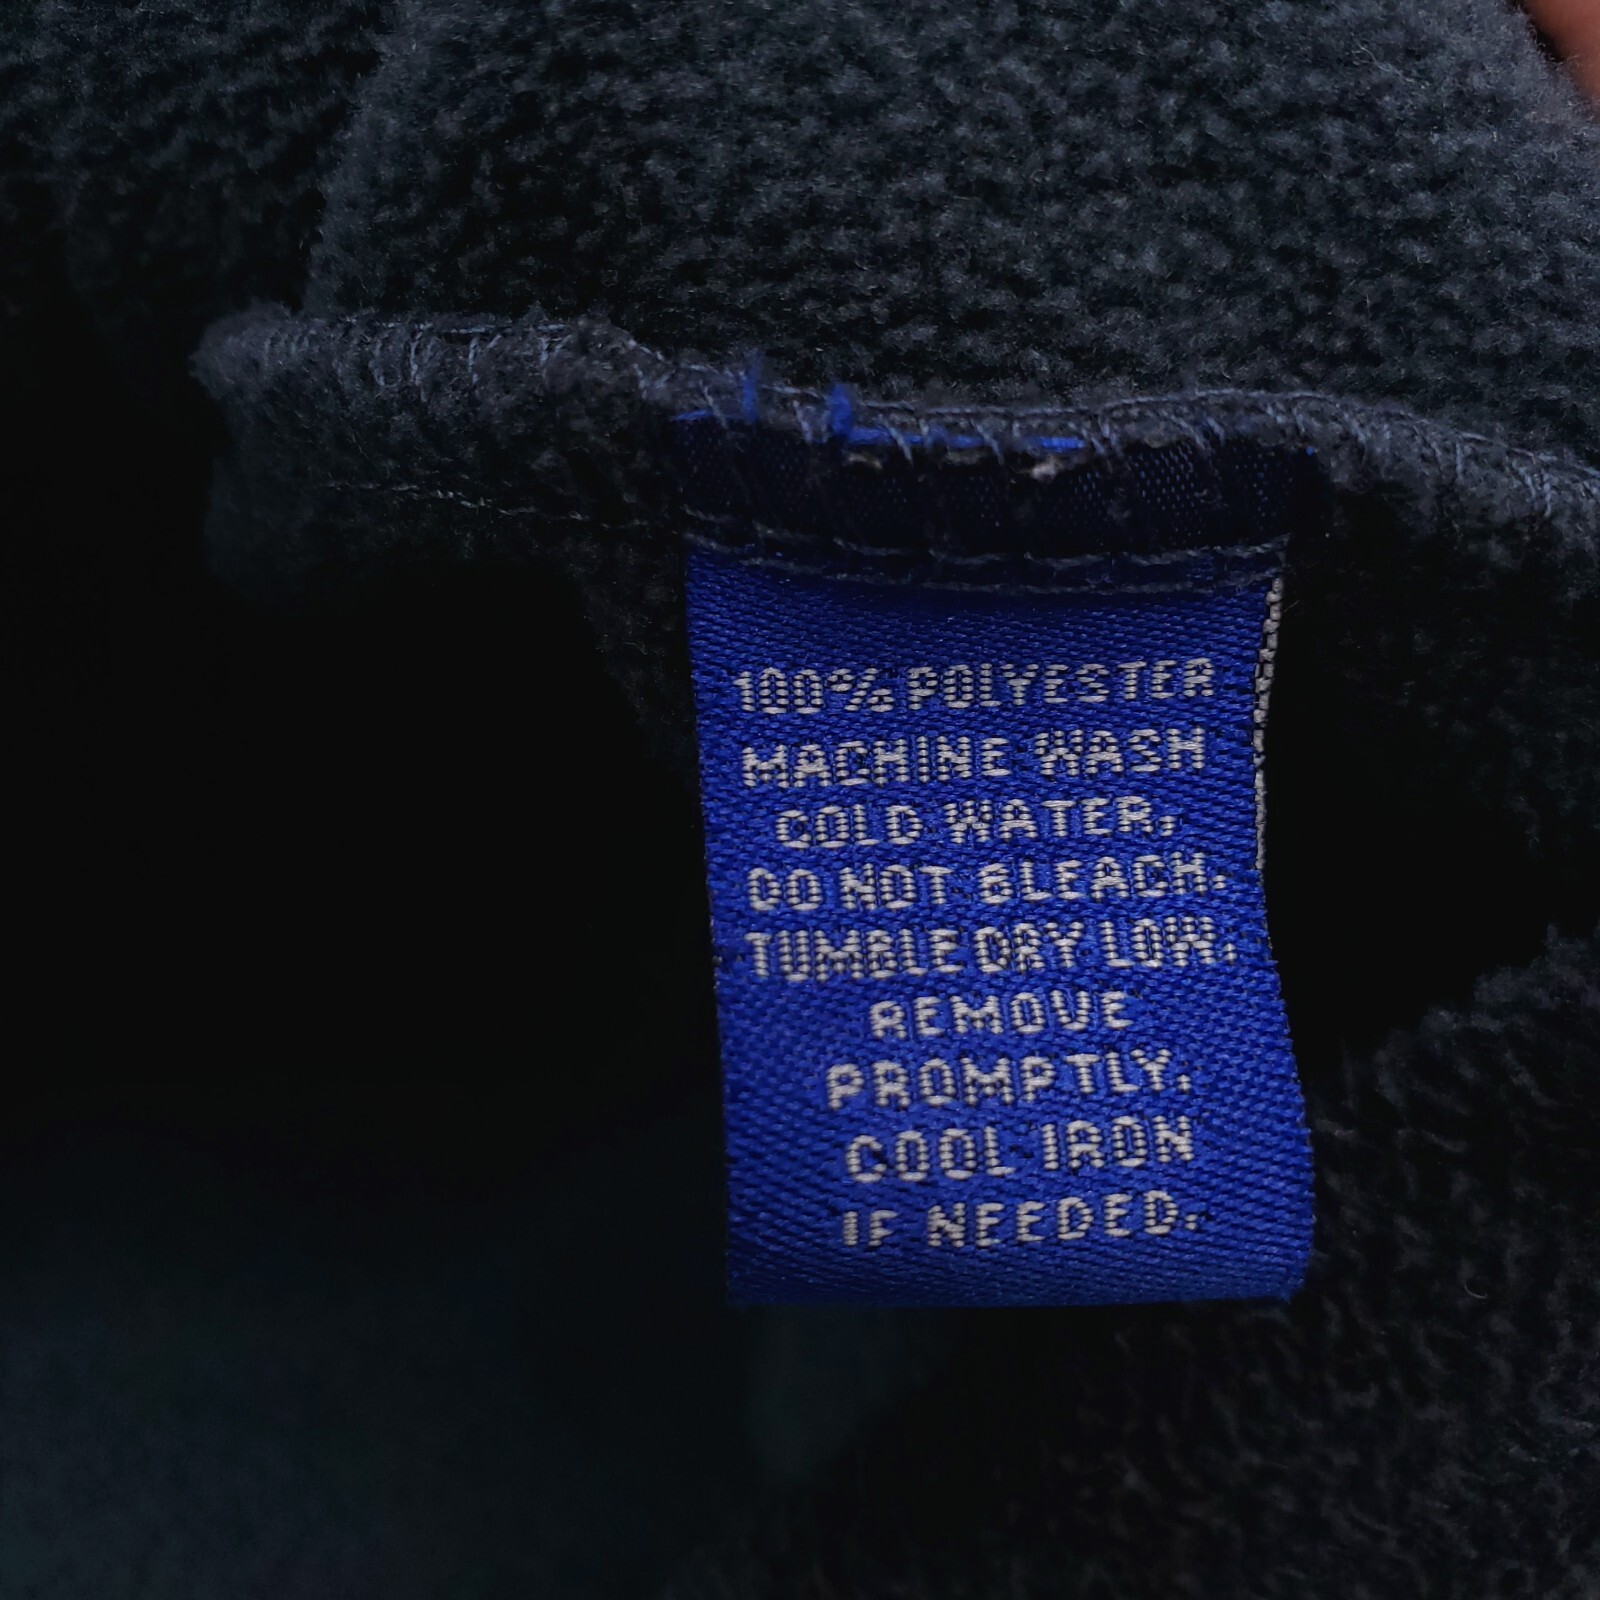 100% POLYESTER
MACHINE WASH
COLD WATER,
DO NOT BLEACH.
TUMBLE DRY LOW,
REMOVE
PROMPTLY,
COOL IRON
IF NEEDED.